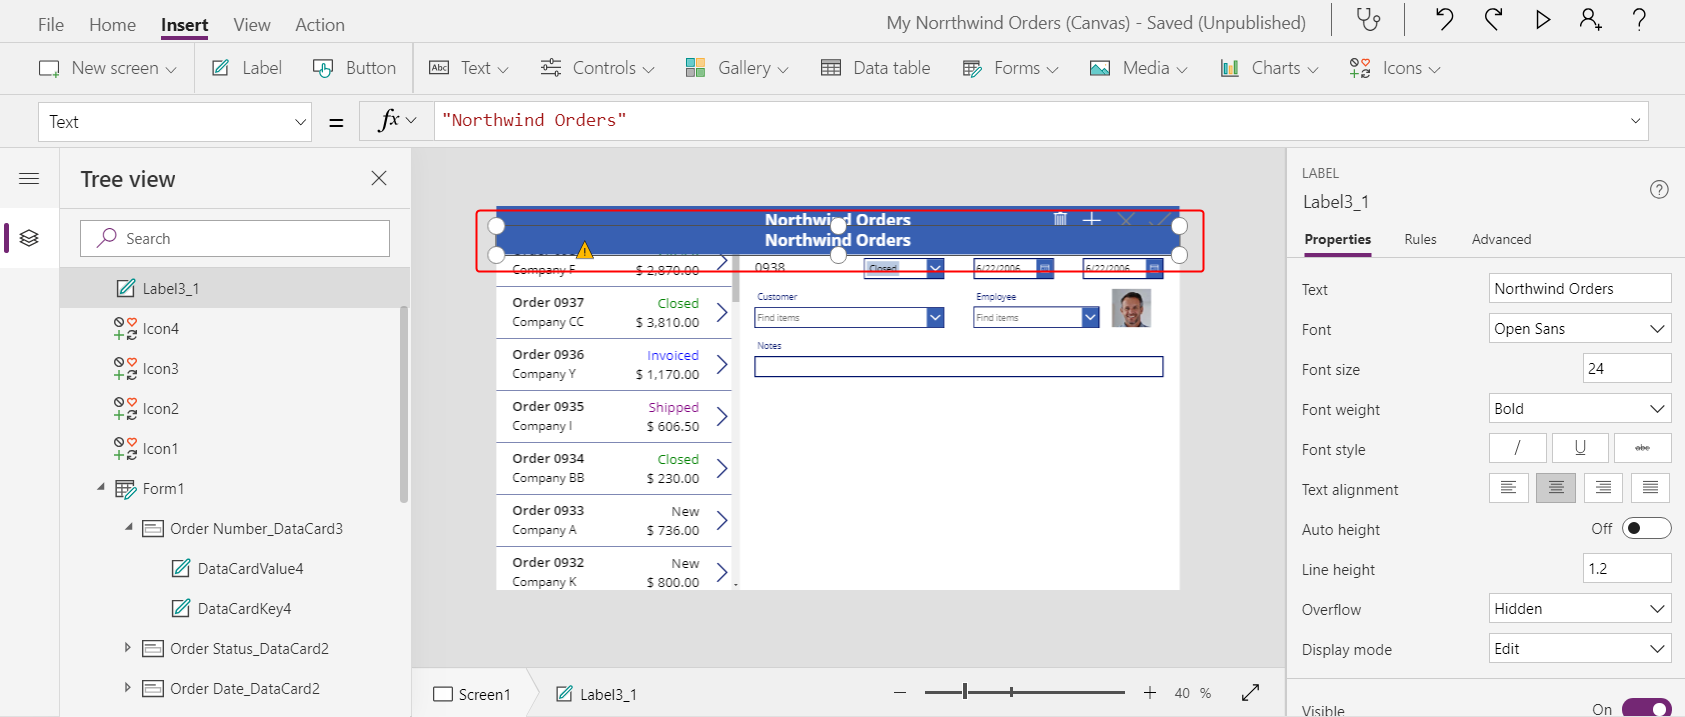 File Home Insert View Action
My Norrthwind Orders (Canvas) - Saved (Unpublished)
New screen Label Button Abc Text Controls Gallery Data table Forms Media Charts Icons
Text = fx "Northwind Orders"
Tree view
Search
Label3_1
Icon4
Icon3
Icon2
Icon1
Form1
Order Number_DataCard3
DataCardValue4
DataCardKey4
Order Status_DataCard2
Order Date_DataCard2
Northwind Orders
Northwind Orders
Company F $ 2,870.00
Order 0937 Closed
Company CC $ 3,810.00
Order 0936 Invoiced
Company Y $ 1,170.00
Order 0935 Shipped
Company I $ 606.50
Order 0934 Closed
Company BB $ 230.00
Order 0933 New
Company A $ 736.00
Order 0932 New
Company K $ 800.00
0938 Closed 6/22/2006 6/22/2006
Customer Employee
Find items Find items
Notes
Screen1 Label3_1 40 %
LABEL
Label3_1
Properties Rules Advanced
Text Northwind Orders
Font Open Sans
Font size 24
Font weight Bold
Font style / U abc
Text alignment
Auto height Off
Line height 1.2
Overflow Hidden
Display mode Edit
Visible On